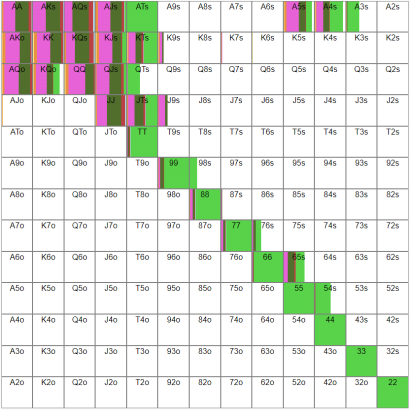 AA AKs AQs AJs ATs A9s A8s A7s A6s A5s A4s A3s A2s
AKo KK KQs KJs KTs K9s K8s K7s K6s K5s K4s K3s K2s
AQo KQo QQ QJs QTs Q9s Q8s Q7s Q6s Q5s Q4s Q3s Q2s
AJo KJo QJo JJ JTs J9s J8s J7s J6s J5s J4s J3s J2s
ATo KTo QTo JTo TT T9s T8s T7s T6s T5s T4s T3s T2s
A9o K9o Q9o J9o T9o 99 98s 97s 96s 95s 94s 93s 92s
A8o K8o Q8o J8o T8o 98o 88 87s 86s 85s 84s 83s 82s
A7o K7o Q7o J7o T7o 97o 87o 77 76s 75s 74s 73s 72s
A6o K6o Q6o J6o T6o 96o 86o 76o 66 65s 64s 63s 62s
A5o K5o Q5o J5o T5o 95o 85o 75o 65o 55 54s 53s 52s
A4o K4o Q4o J4o T4o 94o 84o 74o 64o 54o 44 43s 42s
A3o K3o Q3o J3o T3o 93o 83o 73o 63o 53o 43o 33 32s
A2o K2o Q2o J2o T2o 92o 82o 72o 62o 52o 42o 32o 22